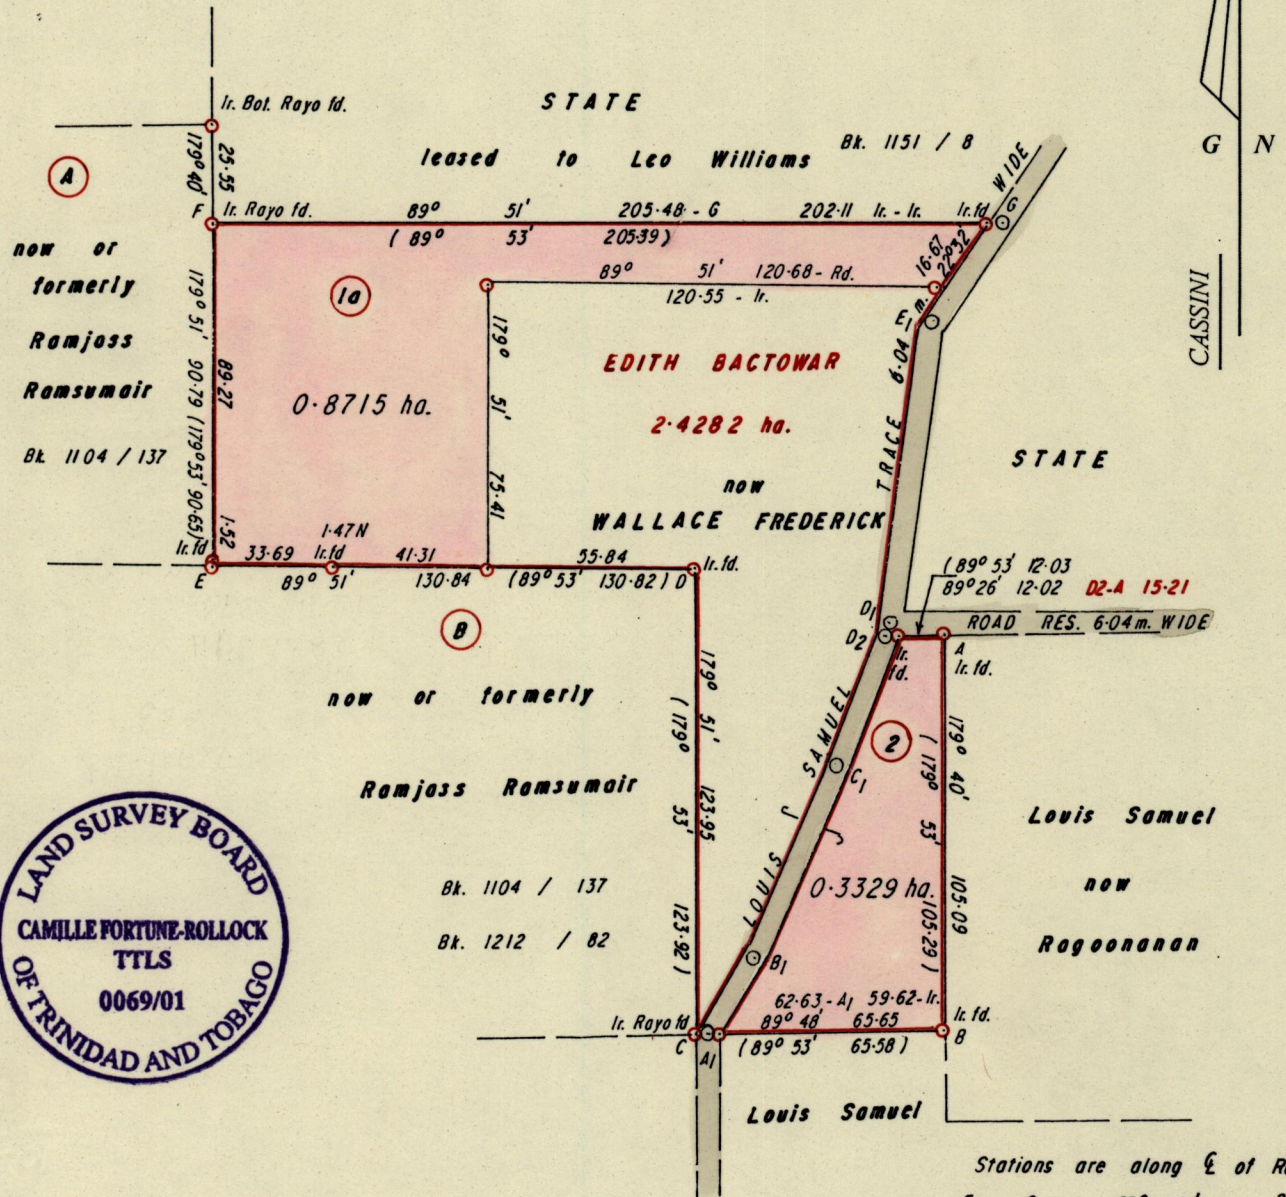 Ir. Bot. Rayo fd.
STATE
leased to Leo Williams
Bk. 1151 / 8
WIDE
G N
CASSINI
A
179° 40'
25·55
F
Ir. Rayo fd.
89° 51' 205·48 - G 202·11 Ir. - Ir.
Ir. fd
G
( 89° 53' 205·39 )
16·67
22° 32'
now or
formerly
Ramjass
Ramsumair
Bk. 1104 / 137
1a
89° 51' 120·68 - Rd.
120·55 - Ir.
E1
179° 51' 90·79 ( 179° 53' 90·65 )
89·27
1·52
0·8715 ha.
179° 51' 75·41
EDITH BACTOWAR
2·4282 ha.
now
WALLACE FREDERICK
TRACE 6·04 m.
STATE
Ir. fd
33·69
1·47N
Ir. fd
41·31
55·84
Ir. fd.
E
89° 51' 130·84 ( 89° 53' 130·82 ) D
( 89° 53' 12·03
89° 26' 12·02 D2-A 15·21
D1
D2
ROAD RES. 6·04 m. WIDE
Ir.
fd.
A
Ir. fd.
B
now or formerly
Ramjass Ramsumair
Bk. 1104 / 137
Bk. 1212 / 82
179° 51' 123·95
( 179° 53' 123·92 )
LOUIS SAMUEL
2
C1
B1
0·3329 ha.
179° 40' 105·09
( 179° 53' 105·29 )
Louis Samuel
now
Ragoonanan
LAND SURVEY BOARD
CAMILLE FORTUNE-ROLLOCK
TTLS
0069/01
OF TRINIDAD AND TOBAGO
62·63 - A1 59·62 - Ir.
89° 48' 65·65
( 89° 53' 65·58 )
Ir. Rayo fd
C
A1
Ir. fd.
B
Louis Samuel
Stations are along ℄ of